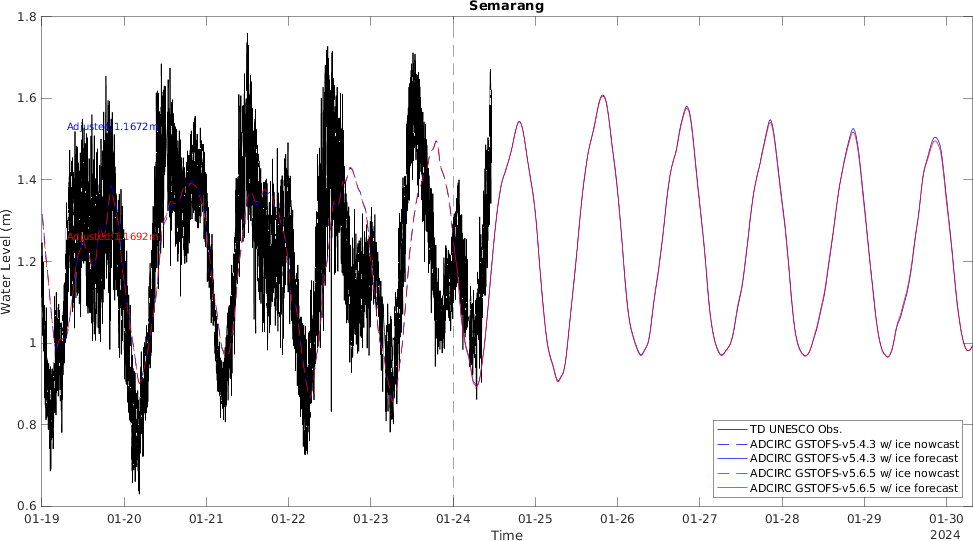 Semarang
1.8
1.6
1.4
1.2
1
0.8
0.6
Water Level (m)
Adjusted: 1.1672m
Adjusted: 1.1692m
TD UNESCO Obs.
ADCIRC GSTOFS-v5.4.3 w/ ice nowcast
ADCIRC GSTOFS-v5.4.3 w/ ice forecast
ADCIRC GSTOFS-v5.6.5 w/ ice nowcast
ADCIRC GSTOFS-v5.6.5 w/ ice forecast
01-19 01-20 01-21 01-22 01-23 01-24 01-25 01-26 01-27 01-28 01-29 01-30
Time
2024